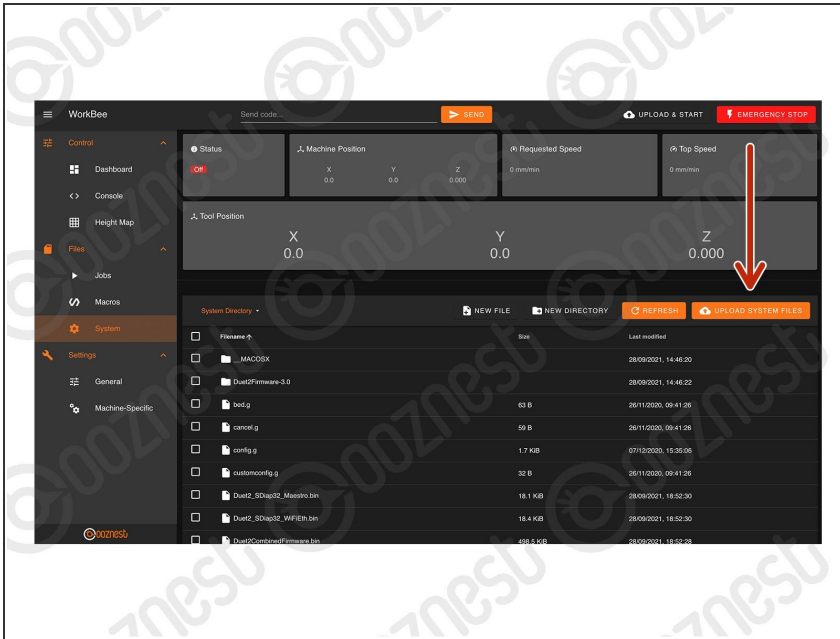 WorkBee
Send code...
SEND
UPLOAD & START
EMERGENCY STOP
Control
Dashboard
Console
Height Map
Files
Jobs
Macros
System
Settings
General
Machine-Specific
ooznest
Status
Off
Machine Position
X Y Z
0.0 0.0 0.000
Requested Speed
0 mm/min
Top Speed
0 mm/min
Tool Position
X Y Z
0.0 0.0 0.000
System Directory
NEW FILE
NEW DIRECTORY
REFRESH
UPLOAD SYSTEM FILES
Filename Size Last modified
__MACOSX 28/09/2021, 14:46:20
Duet2Firmware-3.0 28/09/2021, 14:46:22
bed.g 63 B 26/11/2020, 09:41:26
cancel.g 59 B 26/11/2020, 09:41:26
config.g 1.7 KiB 07/12/2020, 15:35:06
customconfig.g 32 B 26/11/2020, 09:41:26
Duet2_SDiap32_Maestro.bin 18.1 KiB 28/09/2021, 18:52:30
Duet2_SDiap32_WiFiEth.bin 18.4 KiB 28/09/2021, 18:52:30
Duet2CombinedFirmware.bin 498.5 KiB 28/09/2021, 18:52:28